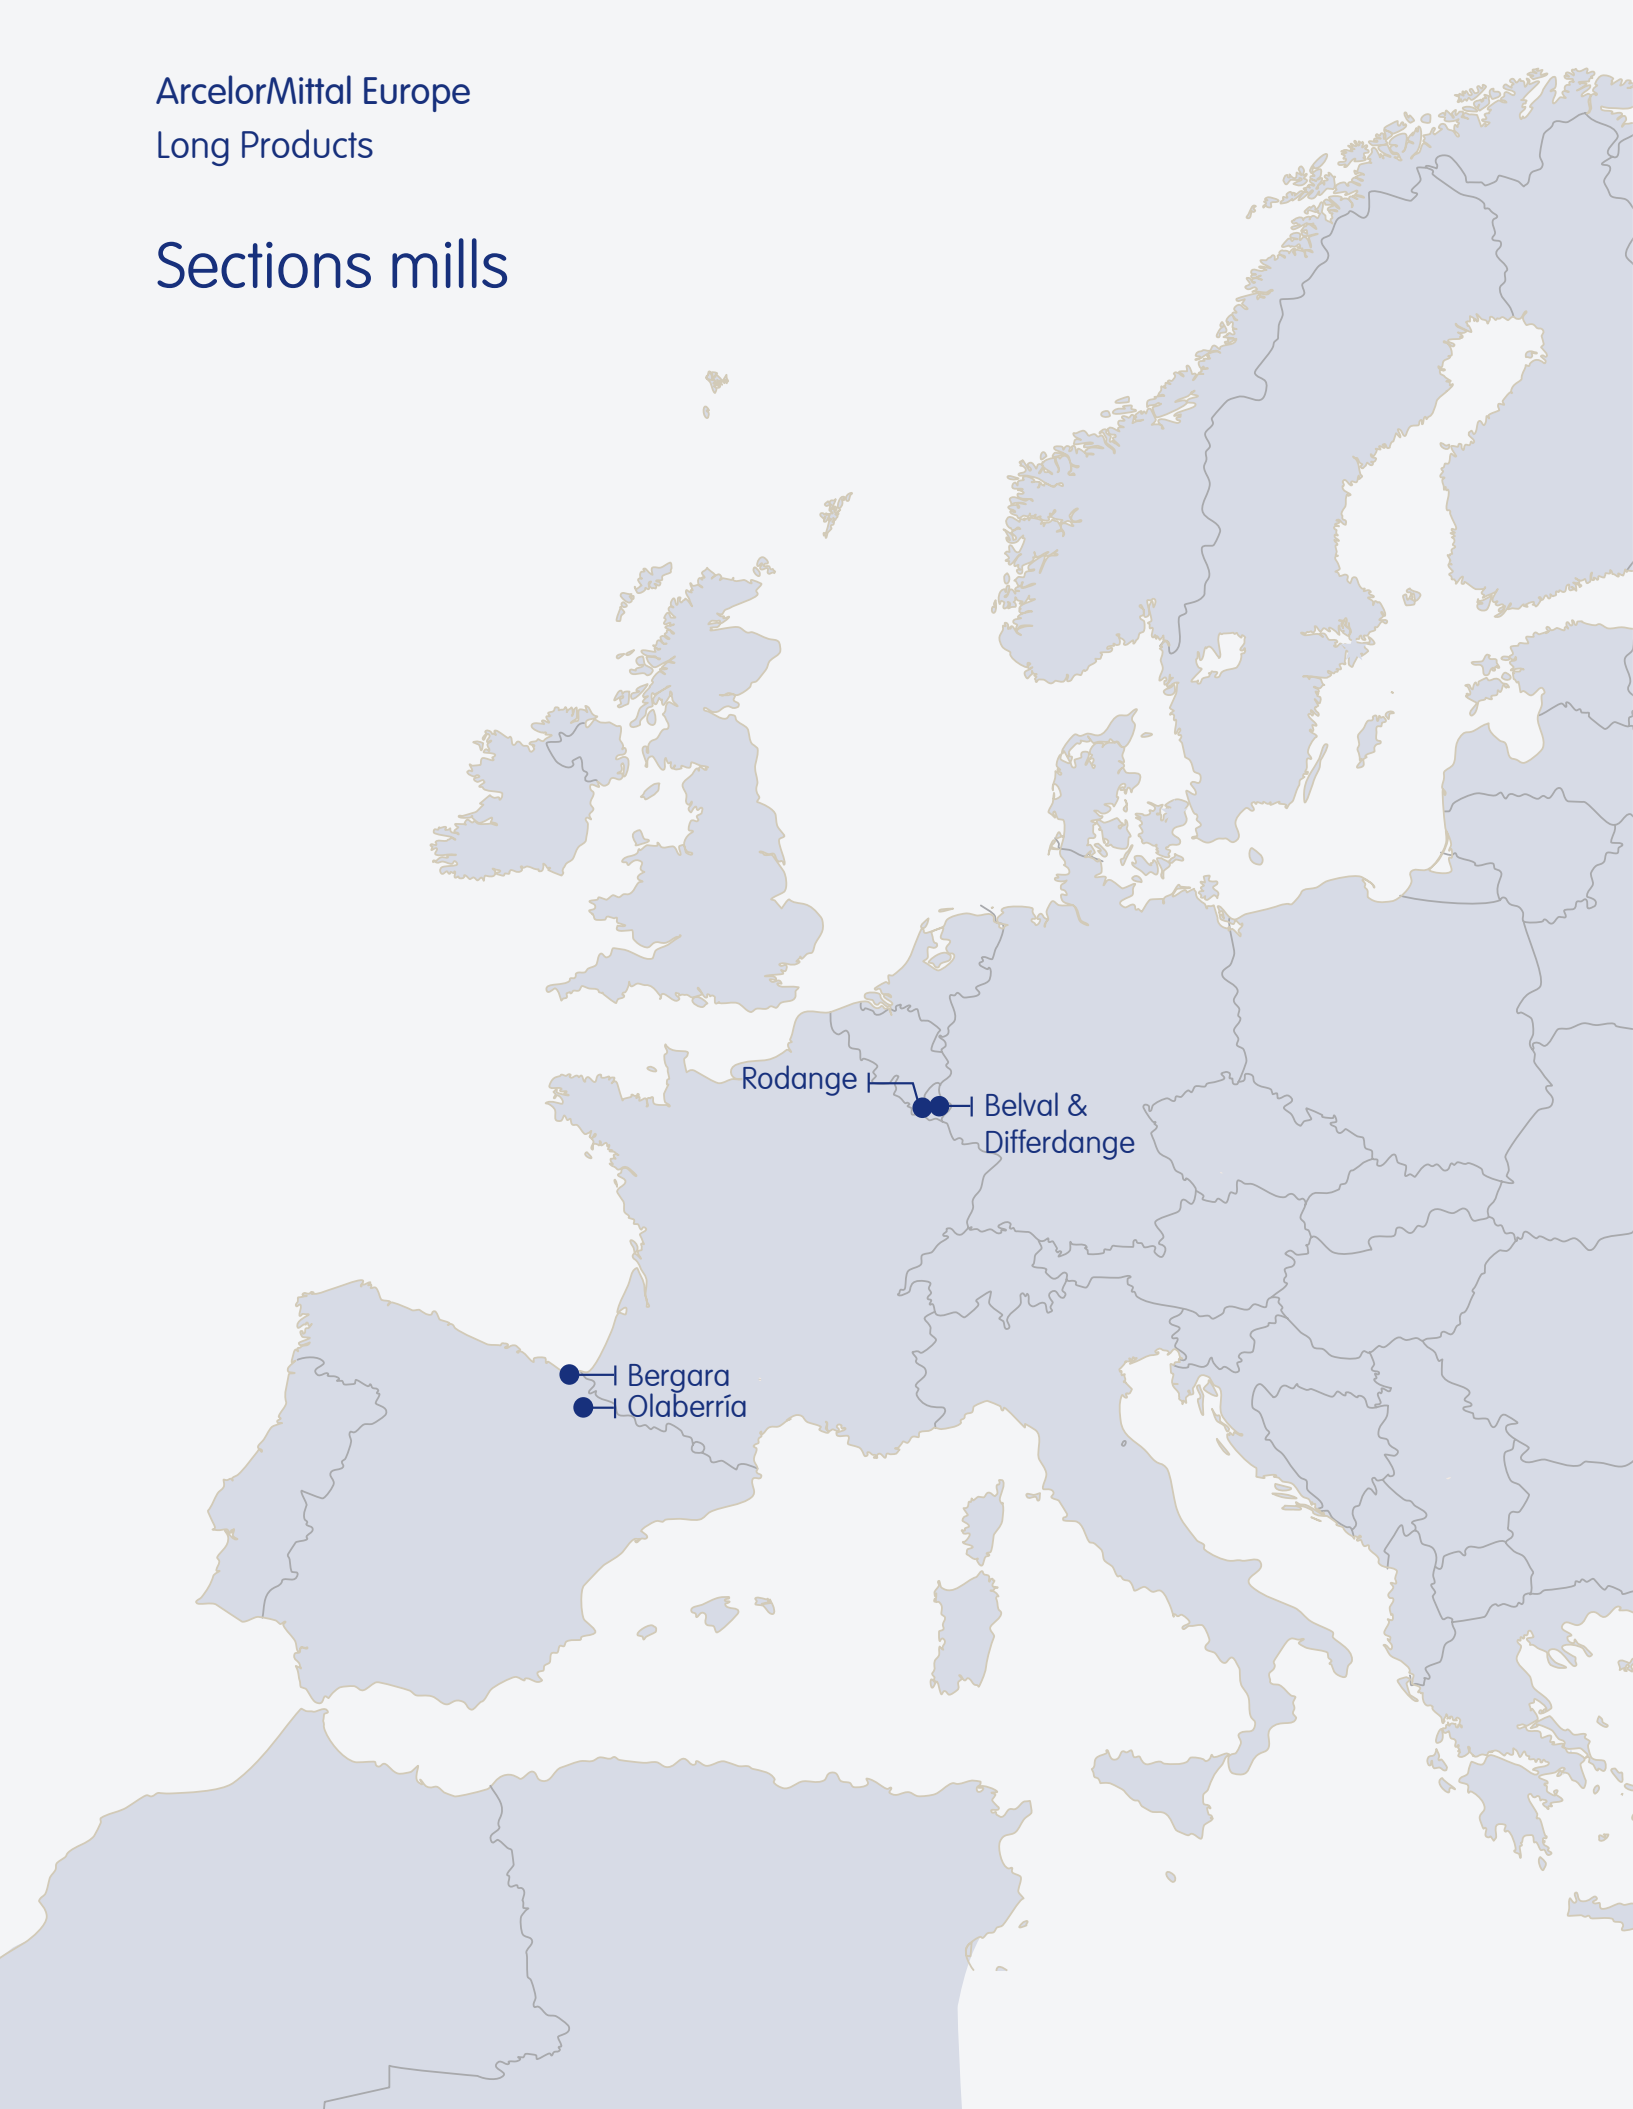 ArcelorMittal Europe
Long Products
Sections mills
Rodange
Belval &
Differdange
Bergara
Olaberría